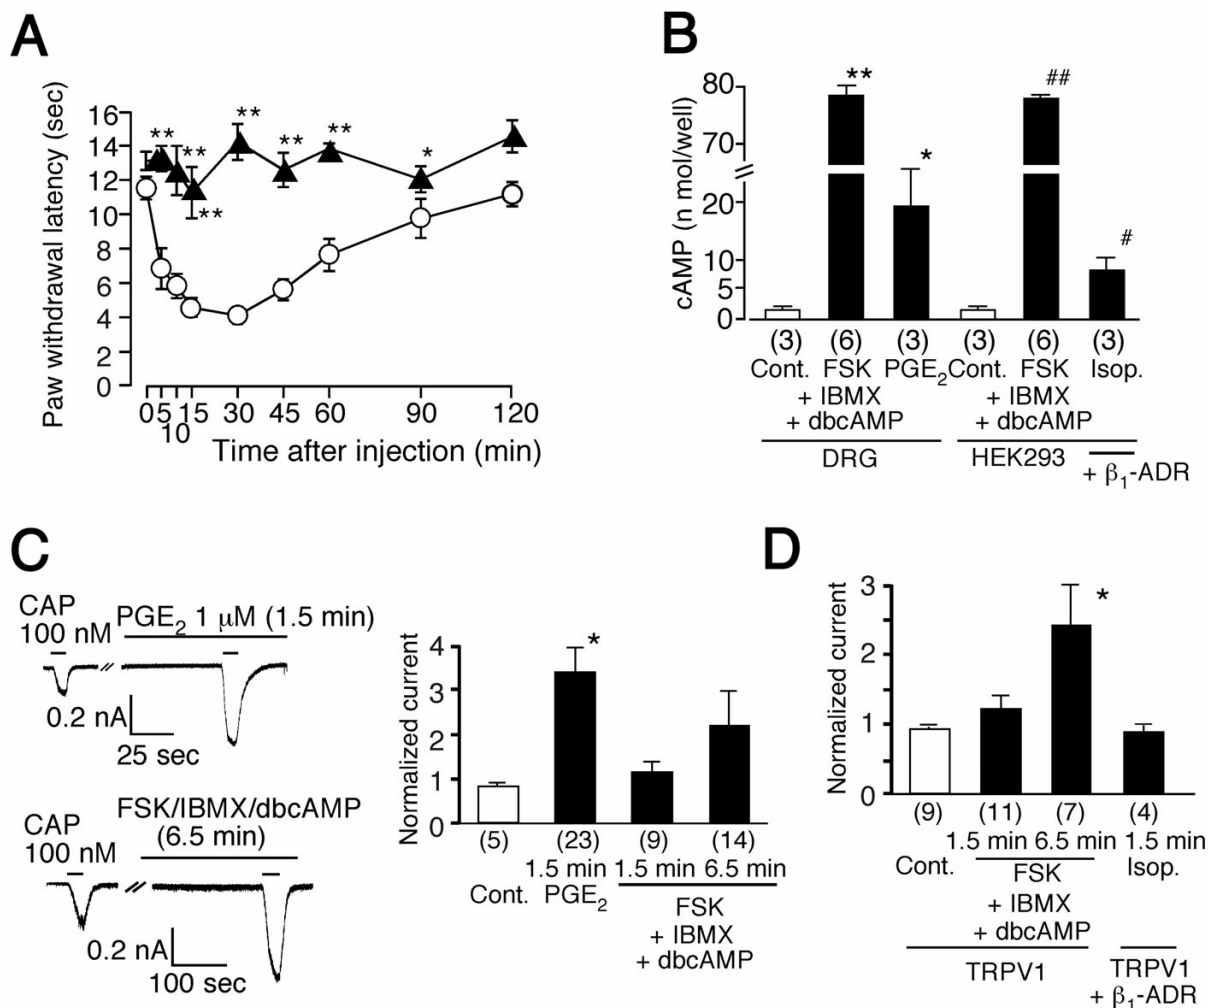 A
Paw withdrawal latency (sec)
16
14
12
10
8
6
4
2
0
**
**
**
**
**
**
*
0 5 15 30 45 60 90 120
10
Time after injection (min)
B
cAMP (n mol/well)
80
70
20
10
5
0
**
*
##
#
(3) (6) (3) (3) (6) (3)
Cont. FSK PGE2 Cont. FSK Isop.
+ IBMX + IBMX
+ dbcAMP + dbcAMP
DRG HEK293
+ β1-ADR
C
CAP
100 nM
PGE2 1 μM (1.5 min)
0.2 nA
25 sec
CAP
100 nM
FSK/IBMX/dbcAMP
(6.5 min)
0.2 nA
100 sec
Normalized current
4
3
2
1
0
*
(5) (23) (9) (14)
1.5 min 1.5 min 6.5 min
Cont. PGE2
FSK
+ IBMX
+ dbcAMP
D
Normalized current
3
2
1
0
*
(9) (11) (7) (4)
1.5 min 6.5 min 1.5 min
Cont. FSK Isop.
+ IBMX
+ dbcAMP
TRPV1 TRPV1
+ β1-ADR